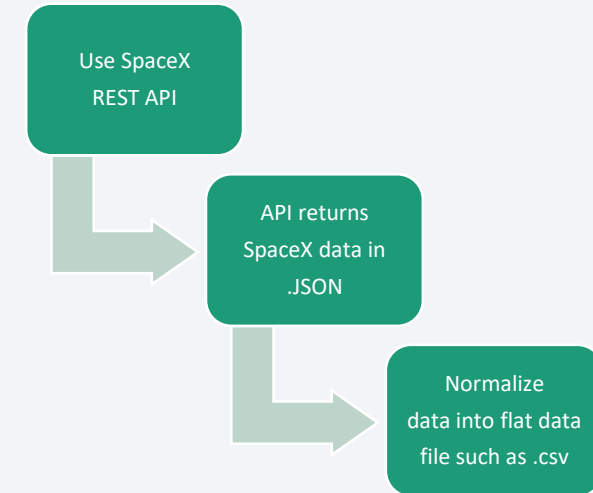 Use SpaceX
REST API
API returns
SpaceX data in
.JSON
Normalize
data into flat data
file such as .csv